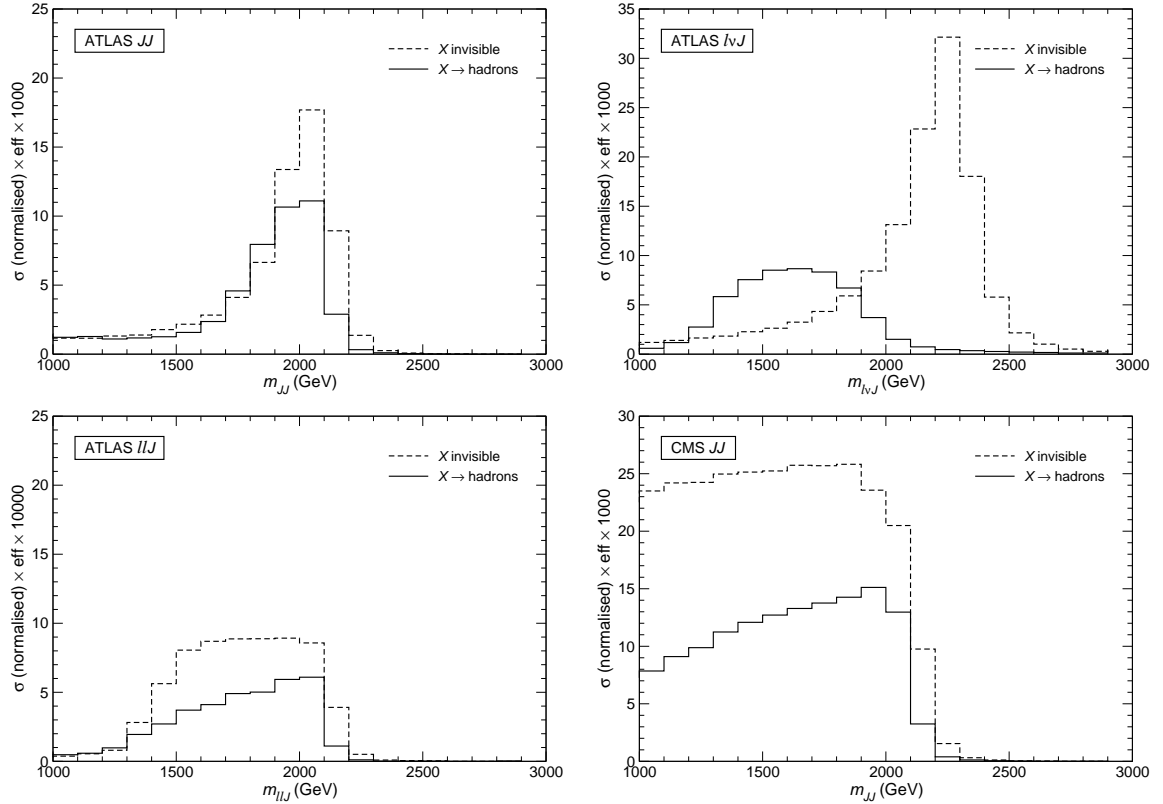 ATLAS JJ
X invisible
X → hadrons
σ (normalised) × eff × 1000
0 5 10 15 20 25
1000 1500 2000 2500 3000
m_JJ (GeV)
ATLAS lνJ
X invisible
X → hadrons
σ (normalised) × eff × 1000
0 5 10 15 20 25 30 35
1000 1500 2000 2500 3000
m_lνJ (GeV)
ATLAS llJ
X invisible
X → hadrons
σ (normalised) × eff × 10000
0 5 10 15 20 25
1000 1500 2000 2500 3000
m_llJ (GeV)
CMS JJ
X invisible
X → hadrons
σ (normalised) × eff × 1000
0 5 10 15 20 25 30
1000 1500 2000 2500 3000
m_JJ (GeV)